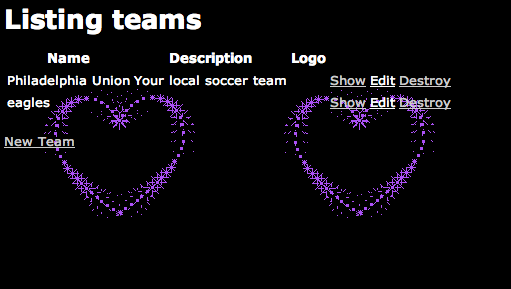 Listing teams
Name Description Logo
Philadelphia Union Your local soccer team Show Edit Destroy
eagles Show Edit Destroy
New Team